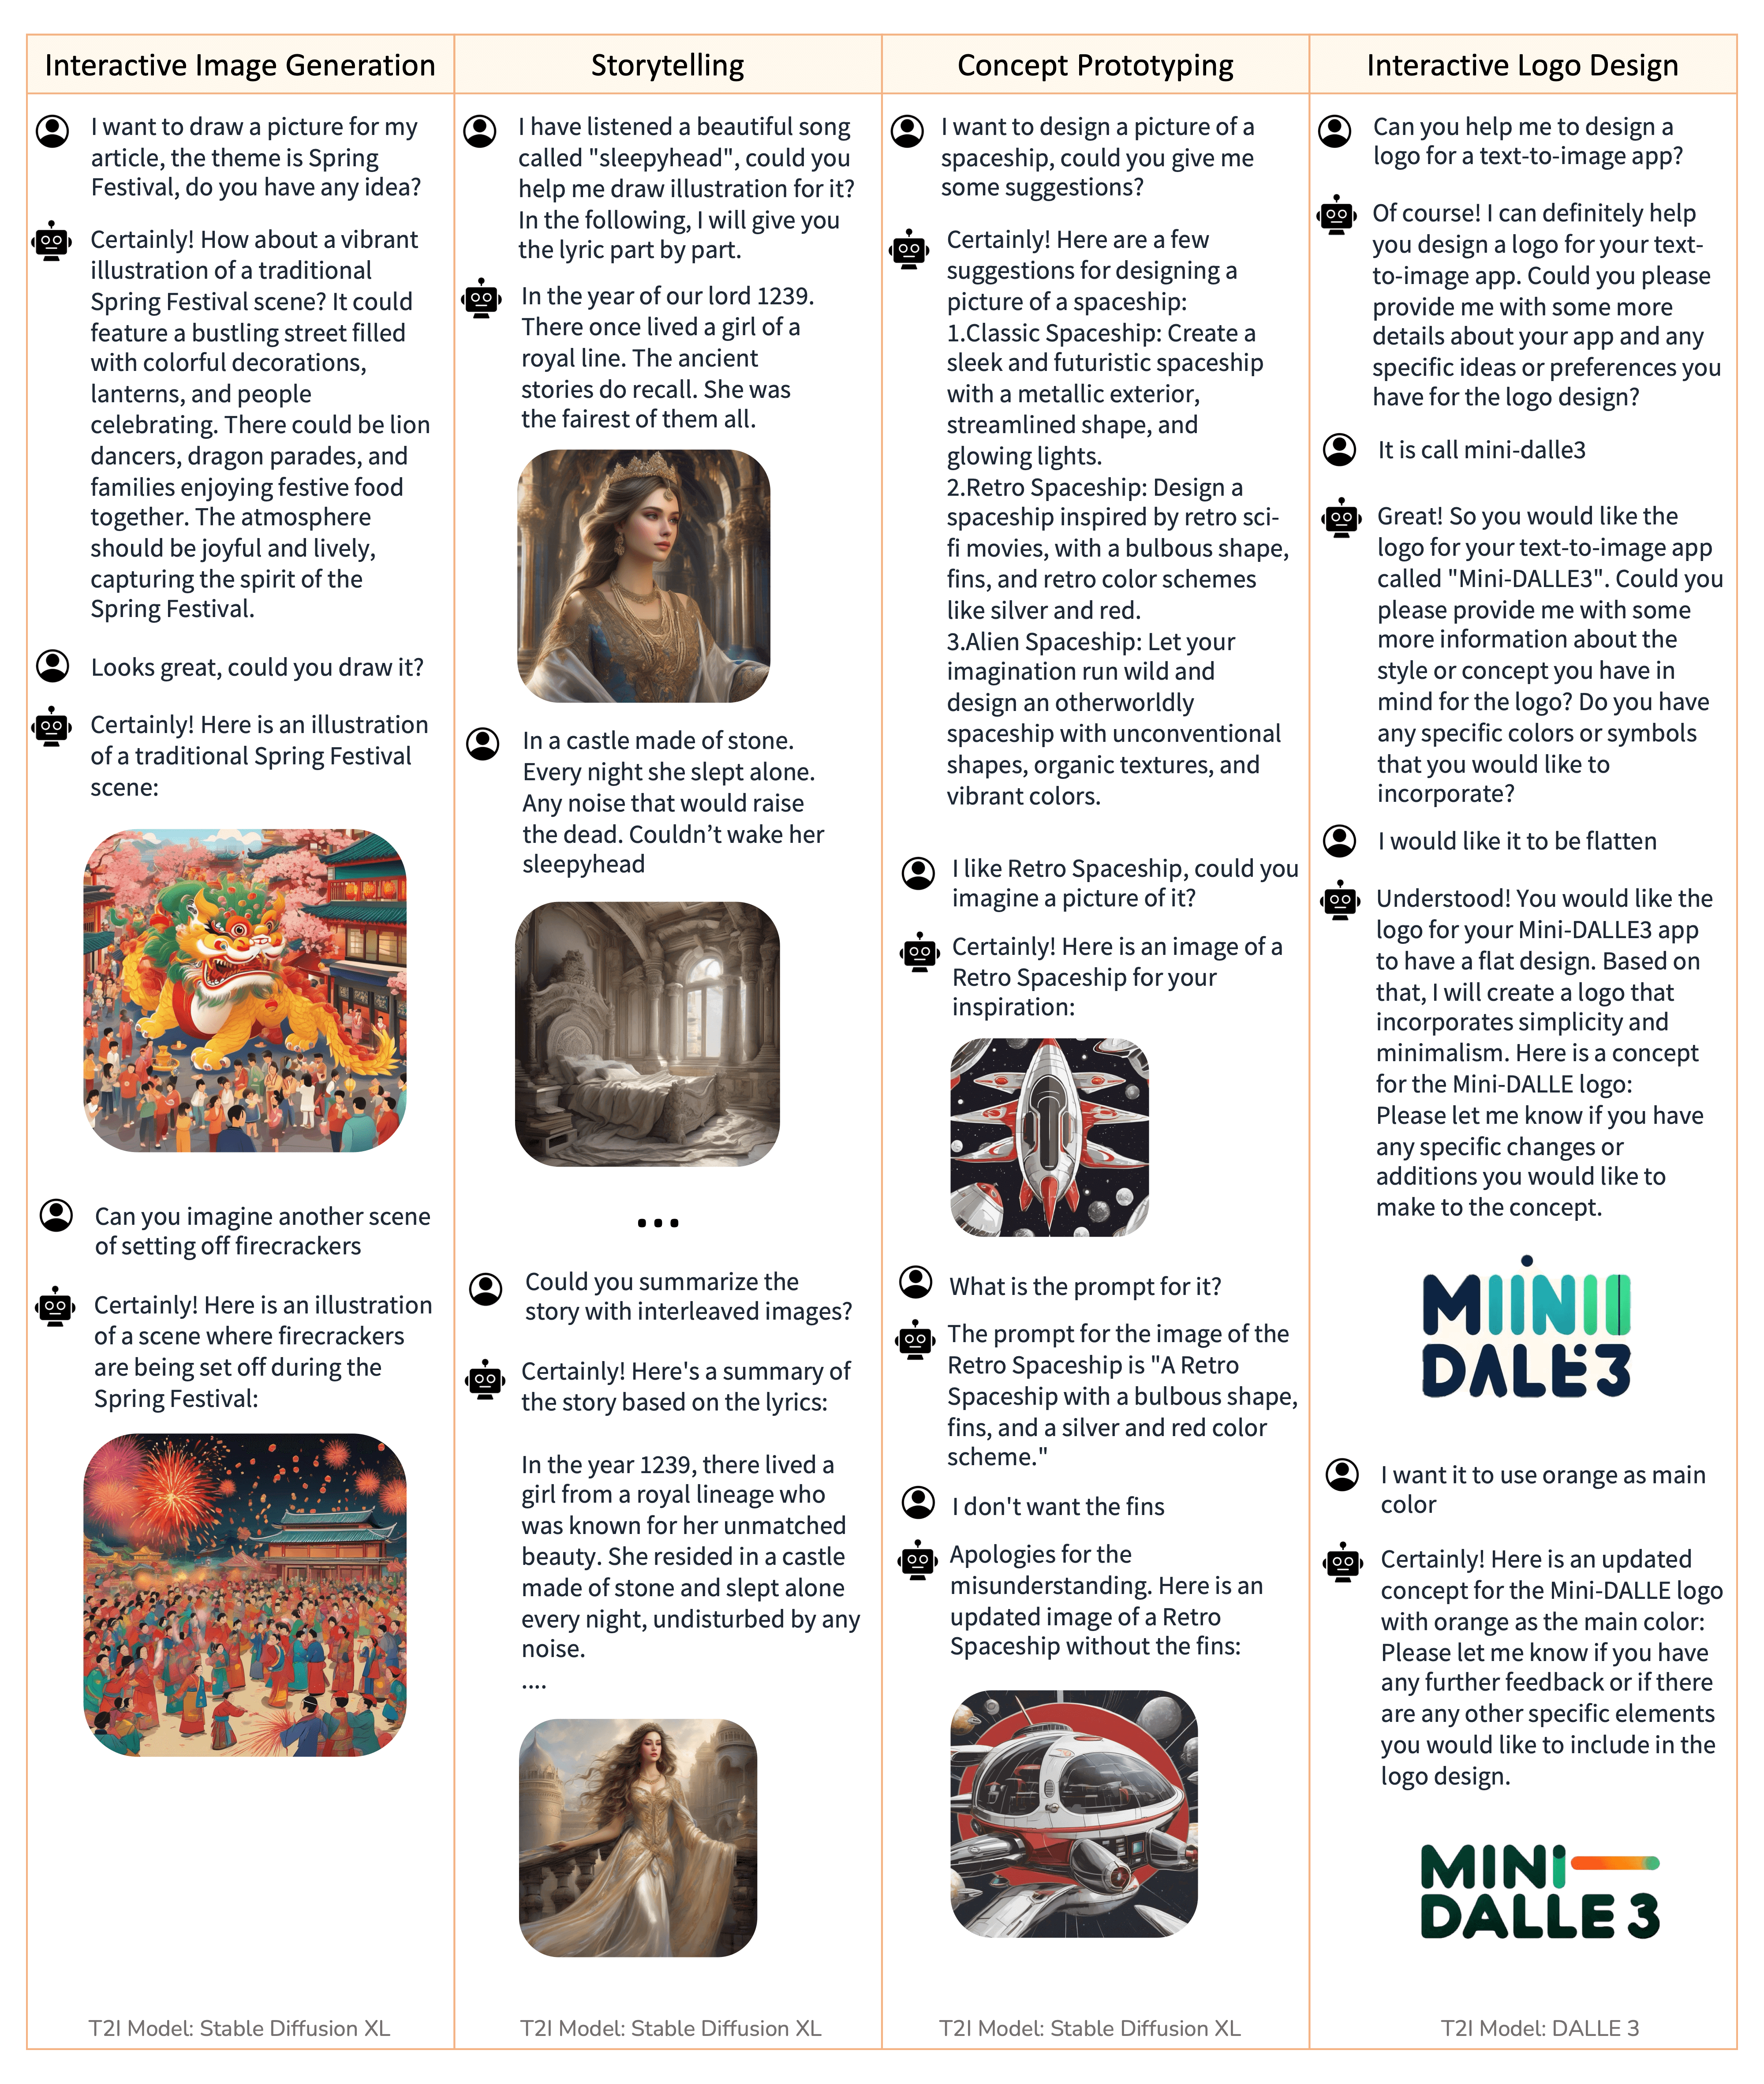 Interactive Image Generation
I want to draw a picture for my
article, the theme is Spring
Festival, do you have any idea?
Certainly! How about a vibrant
illustration of a traditional
Spring Festival scene? It could
feature a bustling street filled
with colorful decorations,
lanterns, and people
celebrating. There could be lion
dancers, dragon parades, and
families enjoying festive food
together. The atmosphere
should be joyful and lively,
capturing the spirit of the
Spring Festival.
Looks great, could you draw it?
Certainly! Here is an illustration
of a traditional Spring Festival
scene:
Can you imagine another scene
of setting off firecrackers
Certainly! Here is an illustration
of a scene where firecrackers
are being set off during the
Spring Festival:
T2I Model: Stable Diffusion XL
Storytelling
I have listened a beautiful song
called "sleepyhead", could you
help me draw illustration for it?
In the following, I will give you
the lyric part by part.
In the year of our lord 1239.
There once lived a girl of a
royal line. The ancient
stories do recall. She was
the fairest of them all.
In a castle made of stone.
Every night she slept alone.
Any noise that would raise
the dead. Couldn’t wake her
sleepyhead
...
Could you summarize the
story with interleaved images?
Certainly! Here's a summary of
the story based on the lyrics:
In the year 1239, there lived a
girl from a royal lineage who
was known for her unmatched
beauty. She resided in a castle
made of stone and slept alone
every night, undisturbed by any
noise.
....
T2I Model: Stable Diffusion XL
Concept Prototyping
I want to design a picture of a
spaceship, could you give me
some suggestions?
Certainly! Here are a few
suggestions for designing a
picture of a spaceship:
1.Classic Spaceship: Create a
sleek and futuristic spaceship
with a metallic exterior,
streamlined shape, and
glowing lights.
2.Retro Spaceship: Design a
spaceship inspired by retro sci-
fi movies, with a bulbous shape,
fins, and retro color schemes
like silver and red.
3.Alien Spaceship: Let your
imagination run wild and
design an otherworldly
spaceship with unconventional
shapes, organic textures, and
vibrant colors.
I like Retro Spaceship, could you
imagine a picture of it?
Certainly! Here is an image of a
Retro Spaceship for your
inspiration:
What is the prompt for it?
The prompt for the image of the
Retro Spaceship is "A Retro
Spaceship with a bulbous shape,
fins, and a silver and red color
scheme."
I don't want the fins
Apologies for the
misunderstanding. Here is an
updated image of a Retro
Spaceship without the fins:
T2I Model: Stable Diffusion XL
Interactive Logo Design
Can you help me to design a
logo for a text-to-image app?
Of course! I can definitely help
you design a logo for your text-
to-image app. Could you please
provide me with some more
details about your app and any
specific ideas or preferences you
have for the logo design?
It is call mini-dalle3
Great! So you would like the
logo for your text-to-image app
called "Mini-DALLE3". Could you
please provide me with some
more information about the
style or concept you have in
mind for the logo? Do you have
any specific colors or symbols
that you would like to
incorporate?
I would like it to be flatten
Understood! You would like the
logo for your Mini-DALLE3 app
to have a flat design. Based on
that, I will create a logo that
incorporates simplicity and
minimalism. Here is a concept
for the Mini-DALLE logo:
Please let me know if you have
any specific changes or
additions you would like to
make to the concept.
MIINII
DALE3
I want it to use orange as main
color
Certainly! Here is an updated
concept for the Mini-DALLE logo
with orange as the main color:
Please let me know if you have
any further feedback or if there
are any other specific elements
you would like to include in the
logo design.
MINi
DALLE 3
T2I Model: DALLE 3